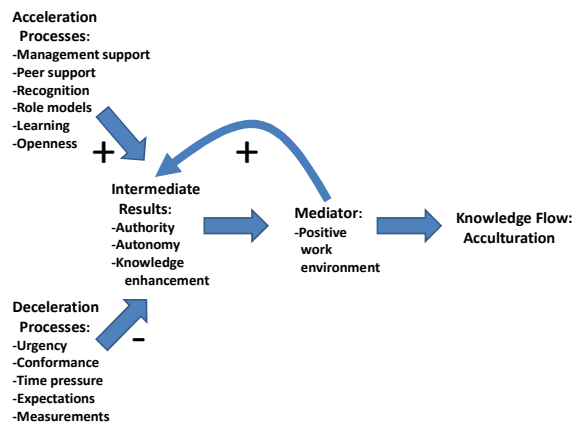 Acceleration
Processes:
-Management support
-Peer support
-Recognition
-Role models
-Learning
-Openness
+
+
Intermediate
Results:
-Authority
-Autonomy
-Knowledge
enhancement
Mediator:
-Positive
work
environment
Knowledge Flow:
Acculturation
Deceleration
Processes:
-Urgency
-Conformance
-Time pressure
-Expectations
-Measurements
-